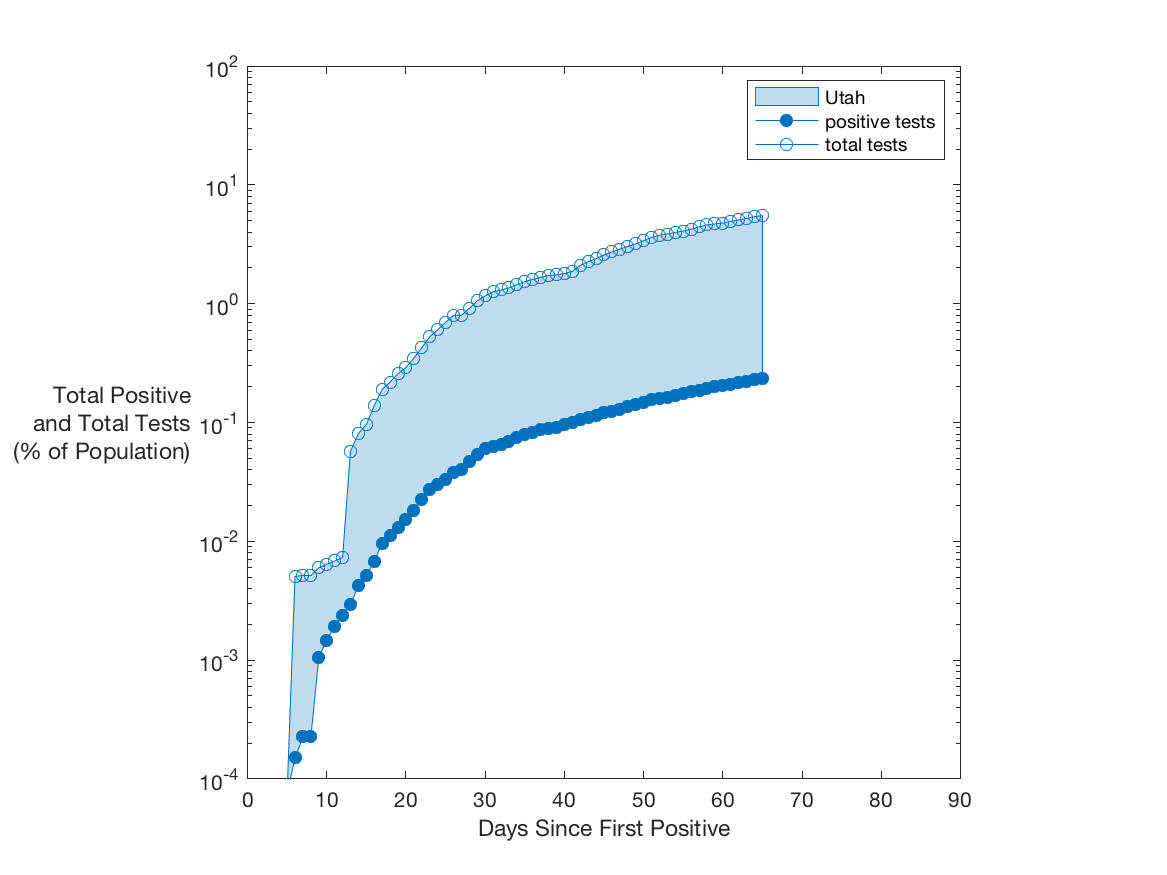 10^2
10^1
10^0
10^-1
10^-2
10^-3
10^-4
Total Positive
and Total Tests
(% of Population)
Utah
positive tests
total tests
0 10 20 30 40 50 60 70 80 90
Days Since First Positive